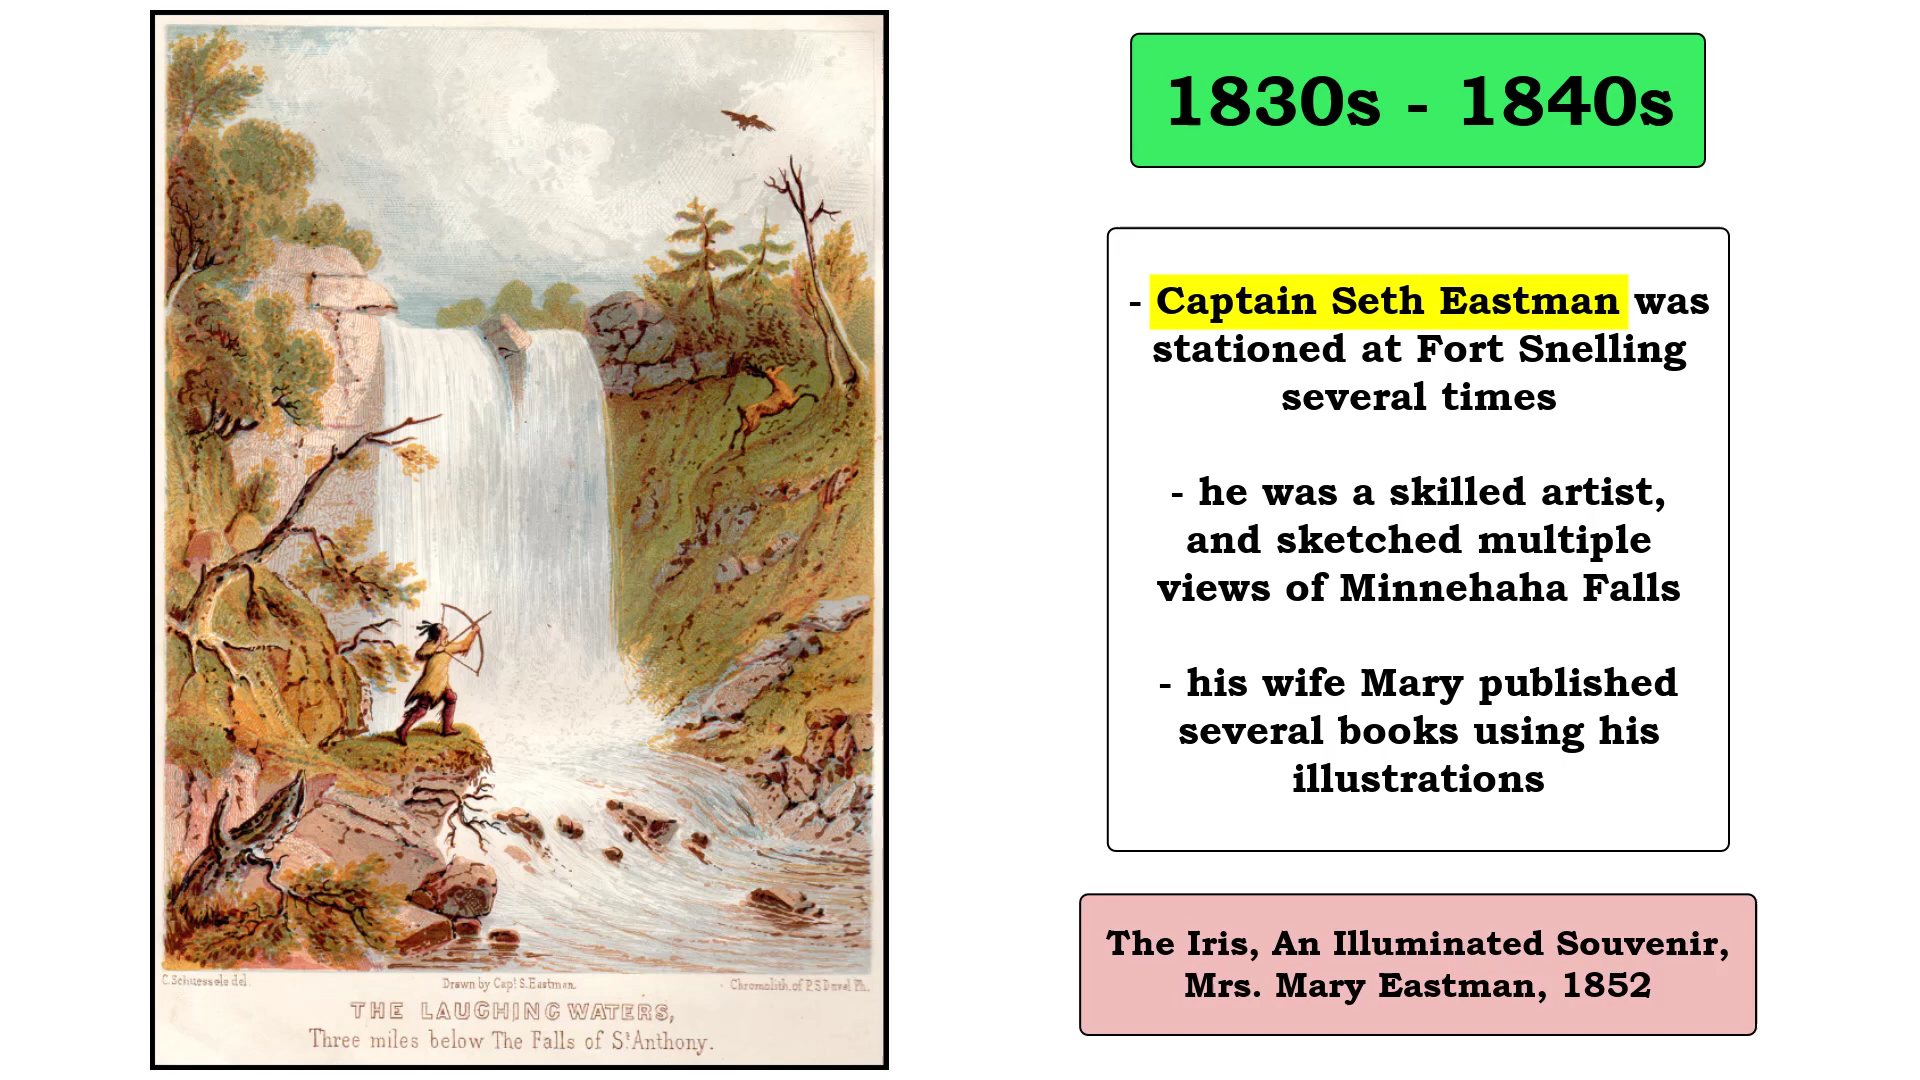 1830s - 1840s
- Captain Seth Eastman was
stationed at Fort Snelling
several times
- he was a skilled artist,
and sketched multiple
views of Minnehaha Falls
- his wife Mary published
several books using his
illustrations
The Iris, An Illuminated Souvenir,
Mrs. Mary Eastman, 1852
C. Schuessele del.
Drawn by Capt. S. Eastman.
Chromolith. of P.S Duval Ph.
THE LAUGHING WATERS,
Three miles below The Falls of St. Anthony.